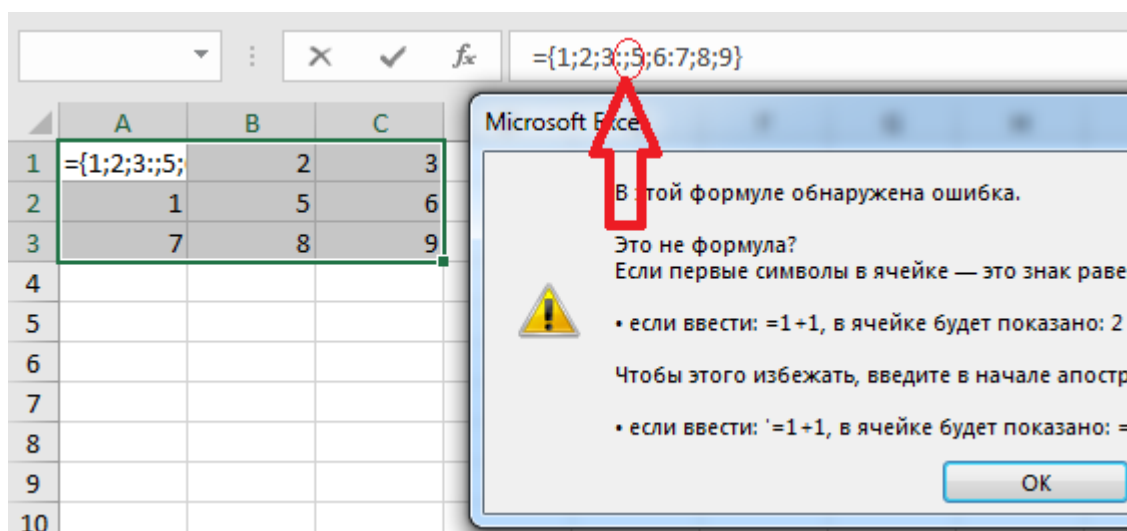 fx ={1;2;3:;5;6:7;8;9}
A B C
1 ={1;2;3:;5; 2 3
2 1 5 6
3 7 8 9
4
5
6
7
8
9
10
Microsoft Excel
В этой формуле обнаружена ошибка.
Это не формула?
Если первые символы в ячейке — это знак раве
• если ввести: =1+1, в ячейке будет показано: 2
Чтобы этого избежать, введите в начале апостр
• если ввести: '=1+1, в ячейке будет показано: =
ОК